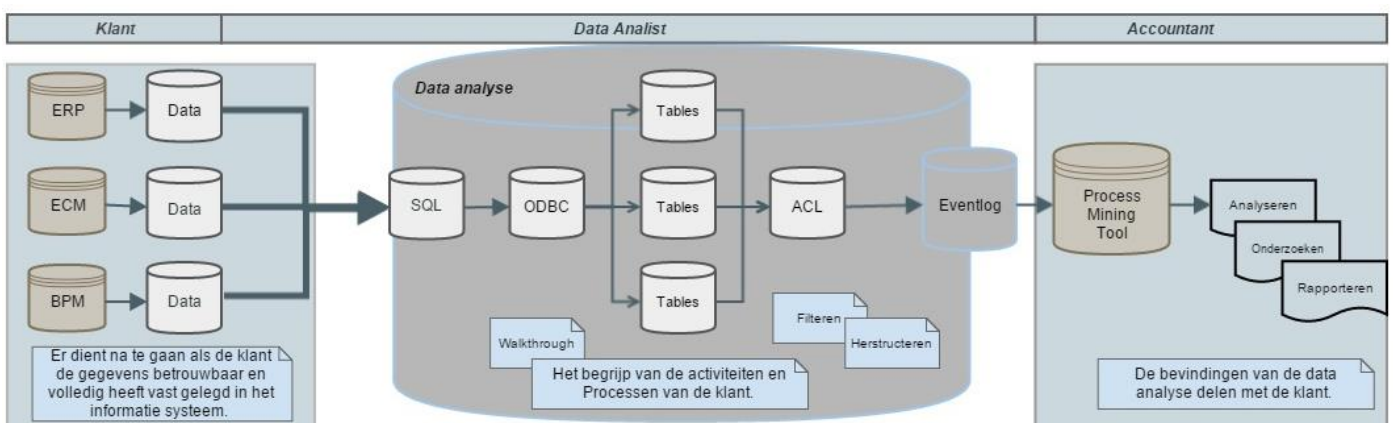 Klant
Data Analist
Accountant
Data analyse
ERP
Data
Tables
ECM
Data
SQL
ODBC
Tables
ACL
Eventlog
Process
Mining
Tool
Analyseren
Onderzoeken
Rapporteren
BPM
Data
Tables
Walkthrough
Filteren
Herstructeren
Er dient na te gaan als de klant
de gegevens betrouwbaar en
volledig heeft vast gelegd in het
informatie systeem.
Het begrijp van de activiteiten en
Processen van de klant.
De bevindingen van de data
analyse delen met de klant.